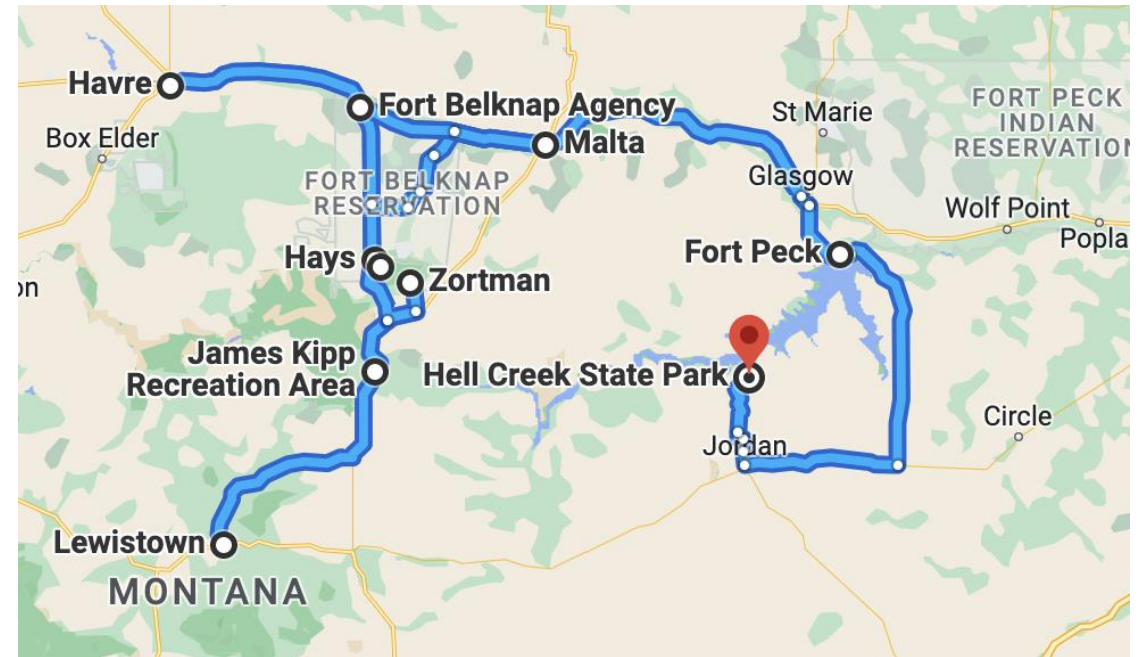 Havre
Fort Belknap Agency
St Marie
FORT PECK
INDIAN
RESERVATION
Box Elder
Malta
FORT BELKNAP
RESERVATION
Glasgow
Wolf Point
Popla
Hays
Fort Peck
Zortman
on
James Kipp
Recreation Area
Hell Creek State Park
Circle
Jordan
Lewistown
MONTANA